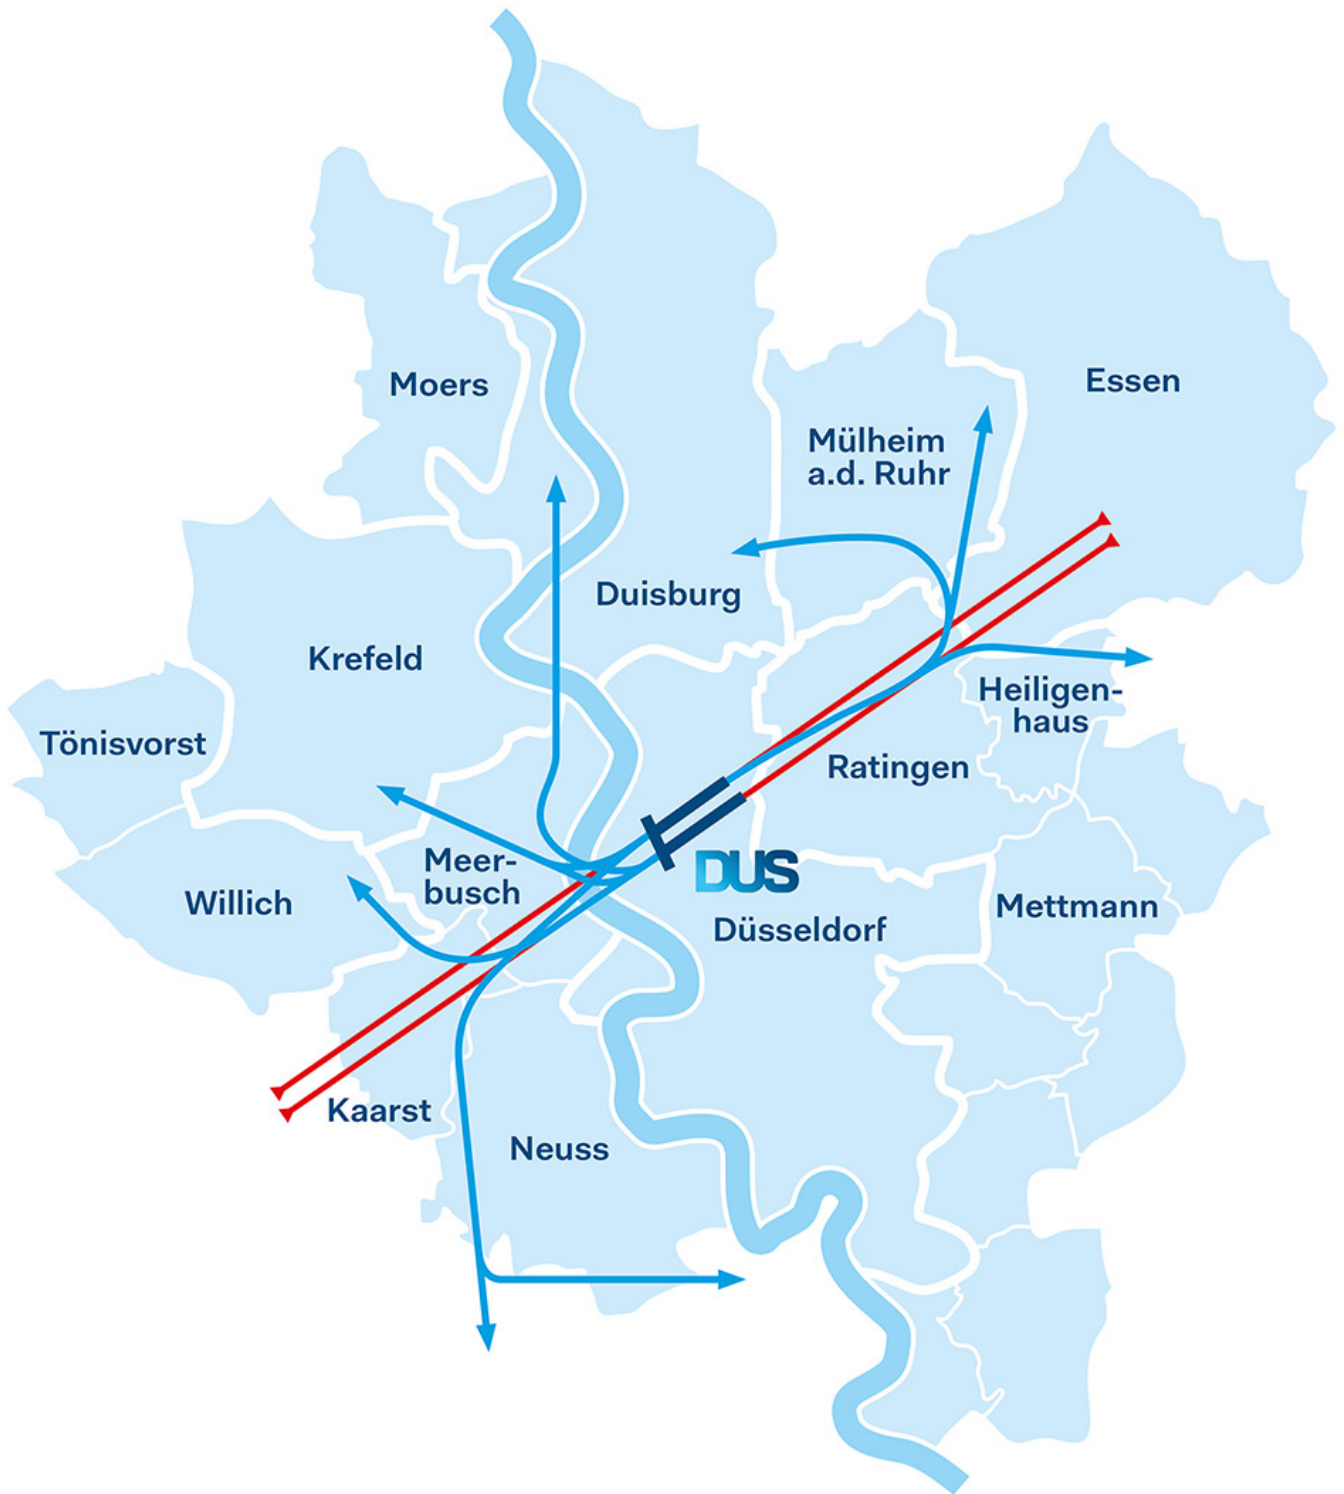 Moers
Essen
Mülheim
a.d. Ruhr
Duisburg
Krefeld
Heiligen-
haus
Tönisvorst
Ratingen
Meer-
busch
DUS
Willich
Mettmann
Düsseldorf
Kaarst
Neuss